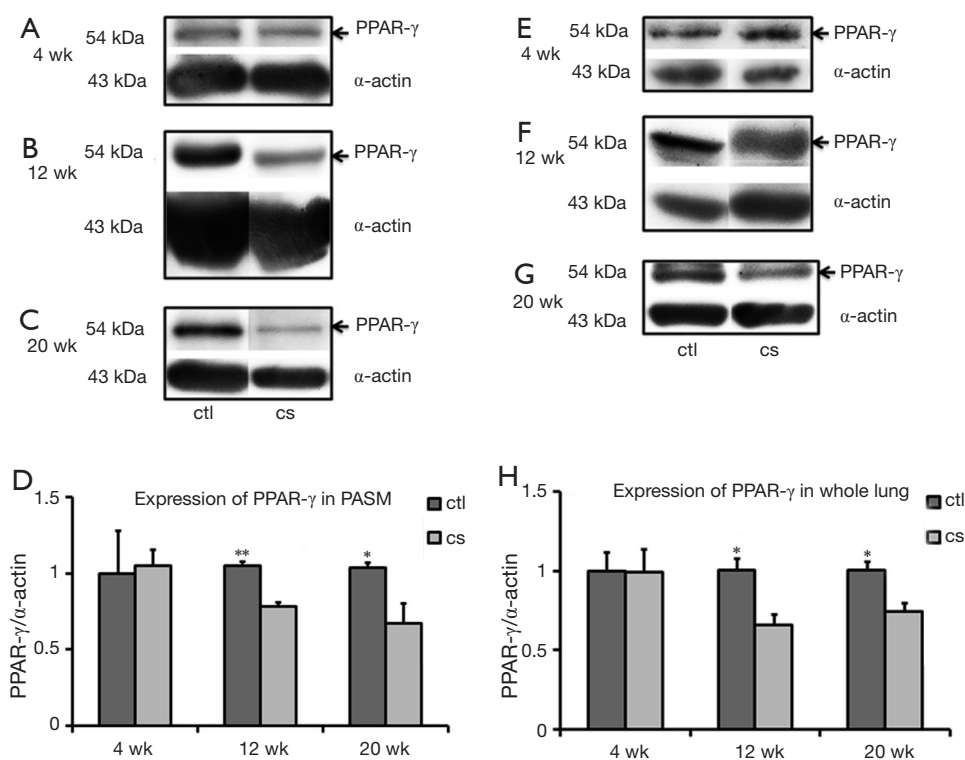 A
4 wk
54 kDa
PPAR-γ
43 kDa
α-actin
B
12 wk
54 kDa
PPAR-γ
43 kDa
α-actin
C
20 wk
54 kDa
PPAR-γ
43 kDa
α-actin
ctl cs
E
4 wk
54 kDa
PPAR-γ
43 kDa
α-actin
F
12 wk
54 kDa
PPAR-γ
43 kDa
α-actin
G
20 wk
54 kDa
PPAR-γ
43 kDa
α-actin
ctl cs
D
Expression of PPAR-γ in PASM
ctl
cs
PPAR-γ/α-actin
1.5
1
0.5
0
** *
4 wk 12 wk 20 wk
H
Expression of PPAR-γ in whole lung
ctl
cs
PPAR-γ/α-actin
1.5
1
0.5
0
* *
4 wk 12 wk 20 wk